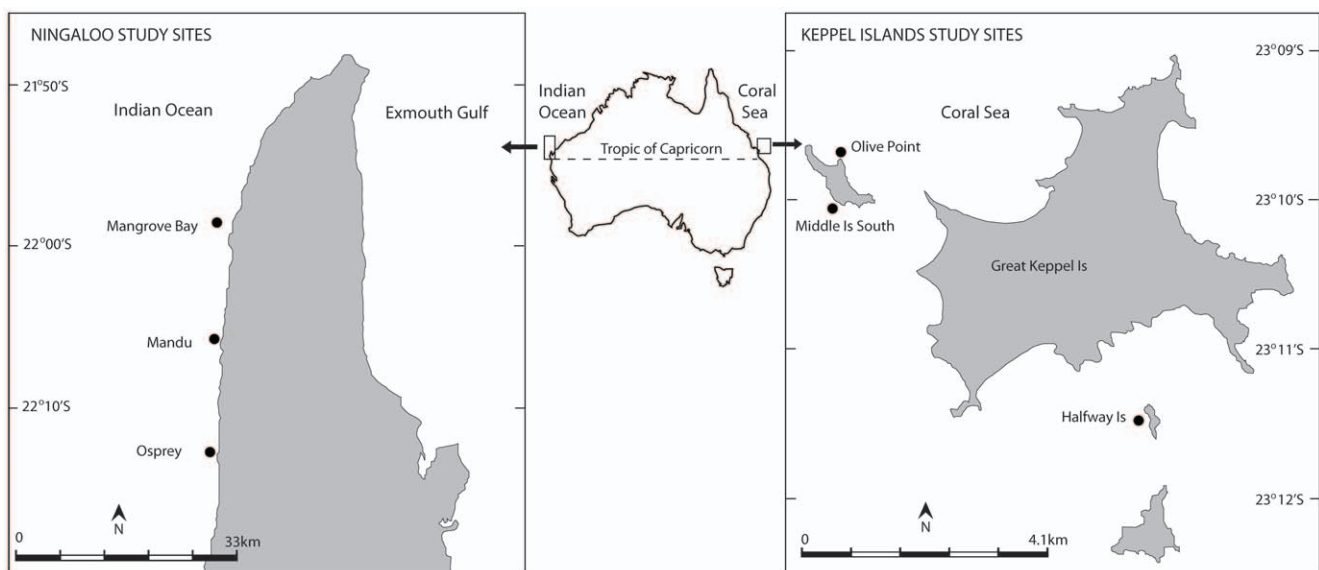 NINGALOO STUDY SITES
21°50'S
Indian Ocean
Exmouth Gulf
Mangrove Bay
22°00'S
Mandu
22°10'S
Osprey
N
0
33km
Indian
Ocean
Coral
Sea
Tropic of Capricorn
KEPPEL ISLANDS STUDY SITES
23°09'S
Coral Sea
Olive Point
23°10'S
Middle Is South
Great Keppel Is
23°11'S
Halfway Is
23°12'S
N
0
4.1km